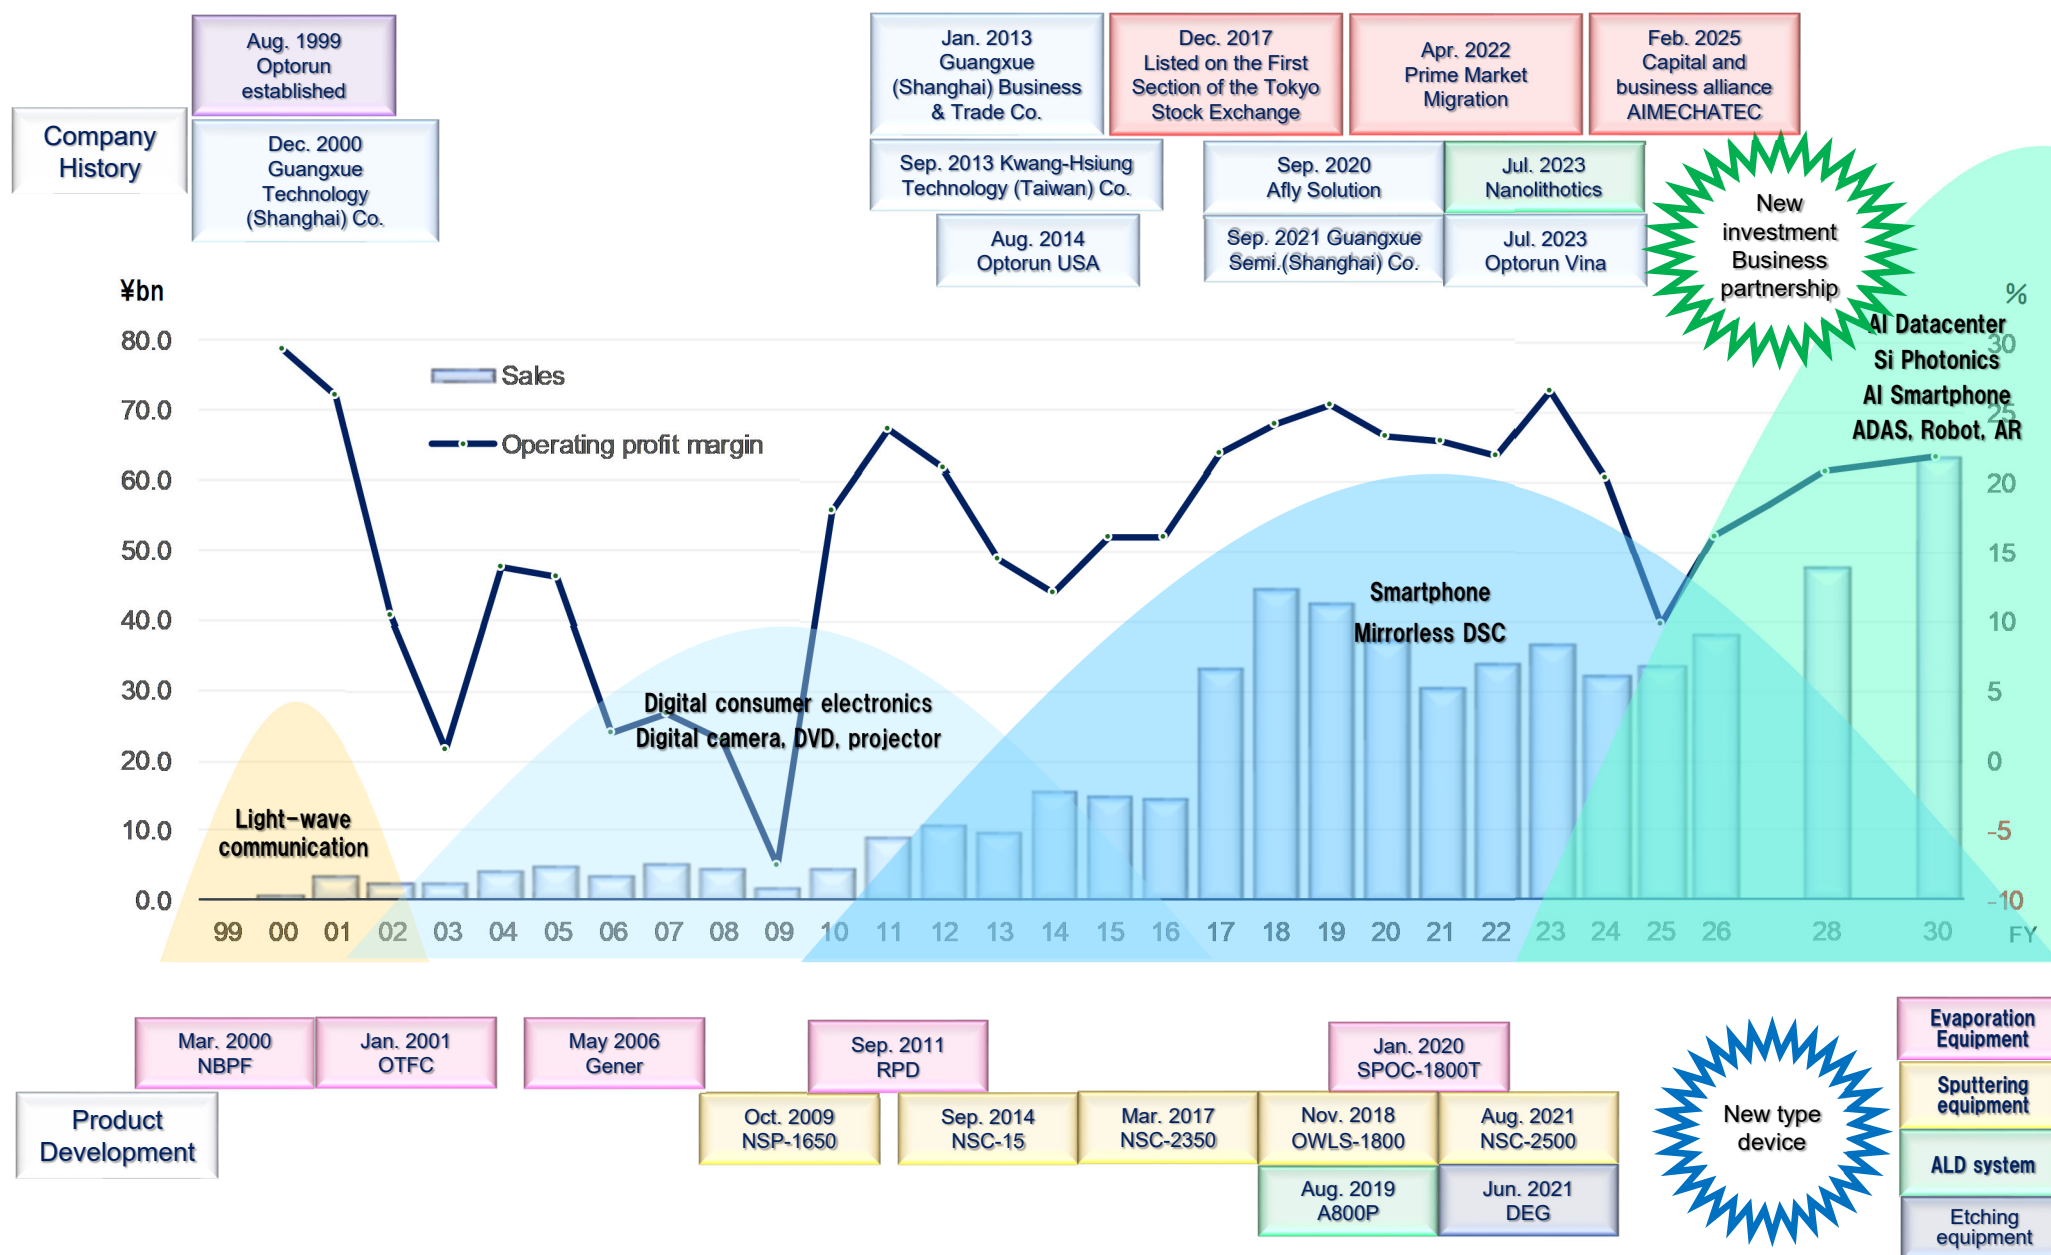 Company
History
Aug. 1999
Optorun
established
Dec. 2000
Guangxue
Technology
(Shanghai) Co.
Jan. 2013
Guangxue
(Shanghai) Business
& Trade Co.
Dec. 2017
Listed on the First
Section of the Tokyo
Stock Exchange
Apr. 2022
Prime Market
Migration
Feb. 2025
Capital and
business alliance
AIMECHATEC
Sep. 2013 Kwang-Hsiung
Technology (Taiwan) Co.
Sep. 2020
Afly Solution
Jul. 2023
Nanolithotics
Aug. 2014
Optorun USA
Sep. 2021 Guangxue
Semi.(Shanghai) Co.
Jul. 2023
Optorun Vina
New
investment
Business
partnership
¥bn
80.0
70.0
60.0
50.0
40.0
30.0
20.0
10.0
0.0
Sales
Operating profit margin
Light-wave
communication
Digital consumer electronics
Digital camera, DVD, projector
Smartphone
Mirrorless DSC
AI Datacenter
Si Photonics
AI Smartphone
ADAS, Robot, AR
%
30
25
20
15
10
5
0
-5
-10
99 00 01 02 03 04 05 06 07 08 09 10 11 12 13 14 15 16 17 18 19 20 21 22 23 24 25 26 28 30 FY
Product
Development
Mar. 2000
NBPF
Jan. 2001
OTFC
May 2006
Gener
Sep. 2011
RPD
Jan. 2020
SPOC-1800T
Oct. 2009
NSP-1650
Sep. 2014
NSC-15
Mar. 2017
NSC-2350
Nov. 2018
OWLS-1800
Aug. 2021
NSC-2500
Aug. 2019
A800P
Jun. 2021
DEG
New type
device
Evaporation
Equipment
Sputtering
equipment
ALD system
Etching
equipment